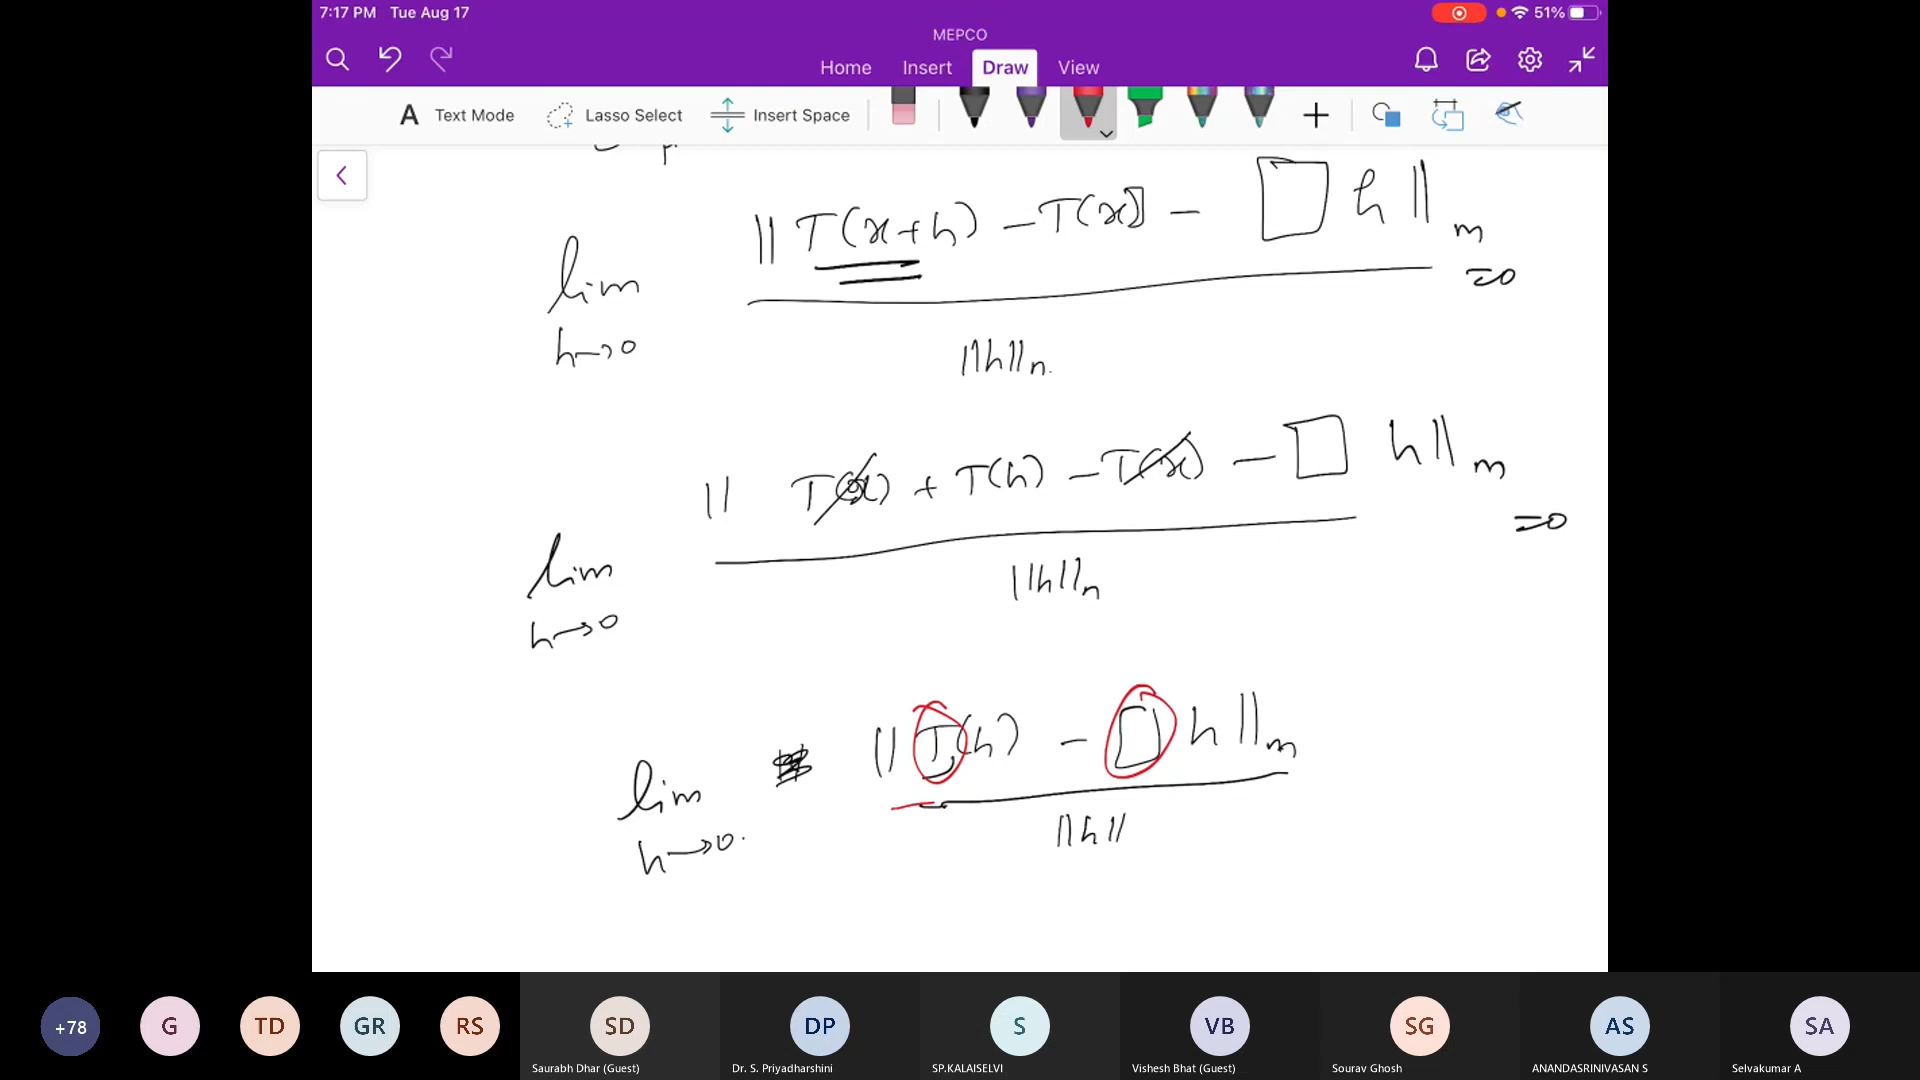 7:17 PM Tue Aug 17
51%
MEPCO
Home Insert Draw View
A Text Mode Lasso Select Insert Space
|| T(x+h) - T(x) - □ h ||m = 0
lim h→0
||h||n
|| T(x) + T(h) - T(x) - □ h ||m = 0
lim h→0
||h||n
|| T(h) - □ h ||m
lim h→0
||h||
+78 G TD GR RS SD DP S VB SG AS SA
Saurabh Dhar (Guest) Dr. S. Priyadharshini SP.KALAISELVI Vishesh Bhat (Guest) Sourav Ghosh ANANDASRINIVASAN S Selvakumar A